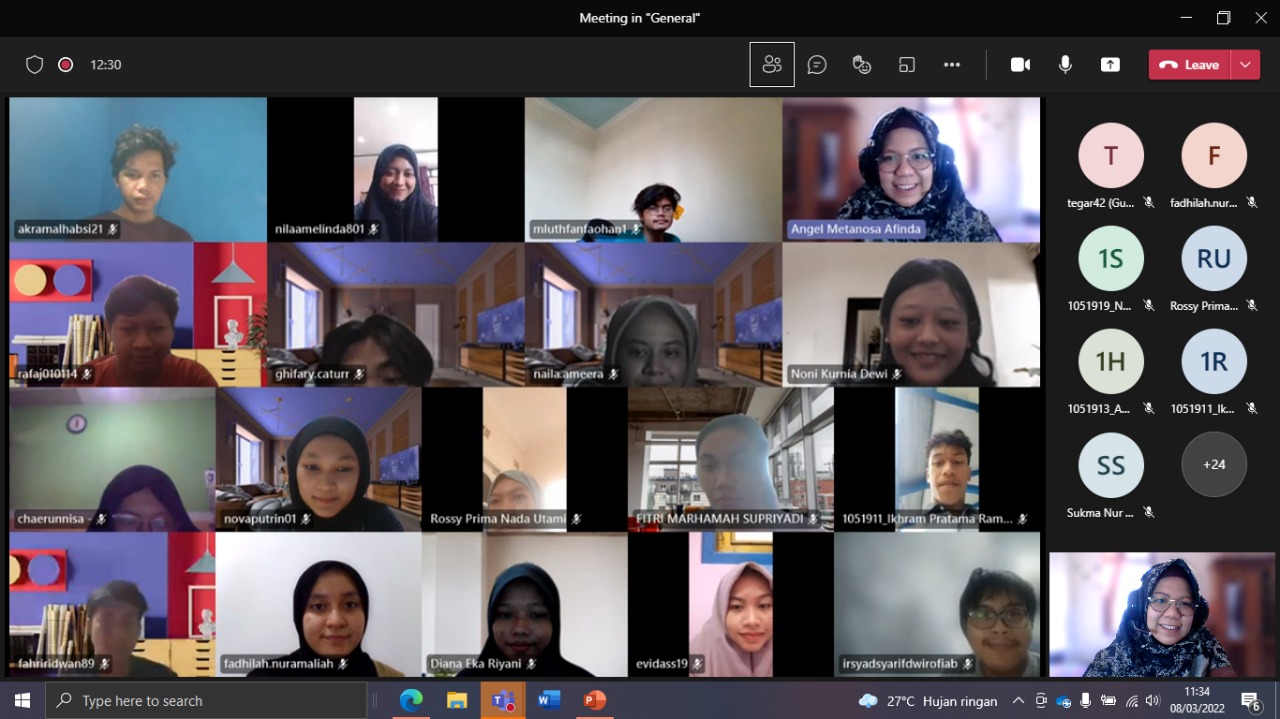 Meeting in "General"
12:30
Leave
akramalhabsi21
nilaamelinda801
mluthfanfaohan1
Angel Metanosa Afinda
rafaj010114
ghifary.caturr
naila.ameera
Noni Kurnia Dewi
chaerunnisa -
novaputrin01
Rossy Prima Nada Utami
FITRI MARHAMAH SUPRIYADI
1051911_Ikhram Pratama Ram...
fahriridwan89
fadhilah.nuramaliah
Diana Eka Riyani
evidass19
irsyadsyarifdwirofiab
T
F
tegar42 (Gu...
fadhilah.nur...
1S
RU
1051919_N...
Rossy Prima...
1H
1R
1051913_A...
1051911_Ik...
SS
+24
Sukma Nur ...
Type here to search
27°C Hujan ringan
11:34
08/03/2022
6